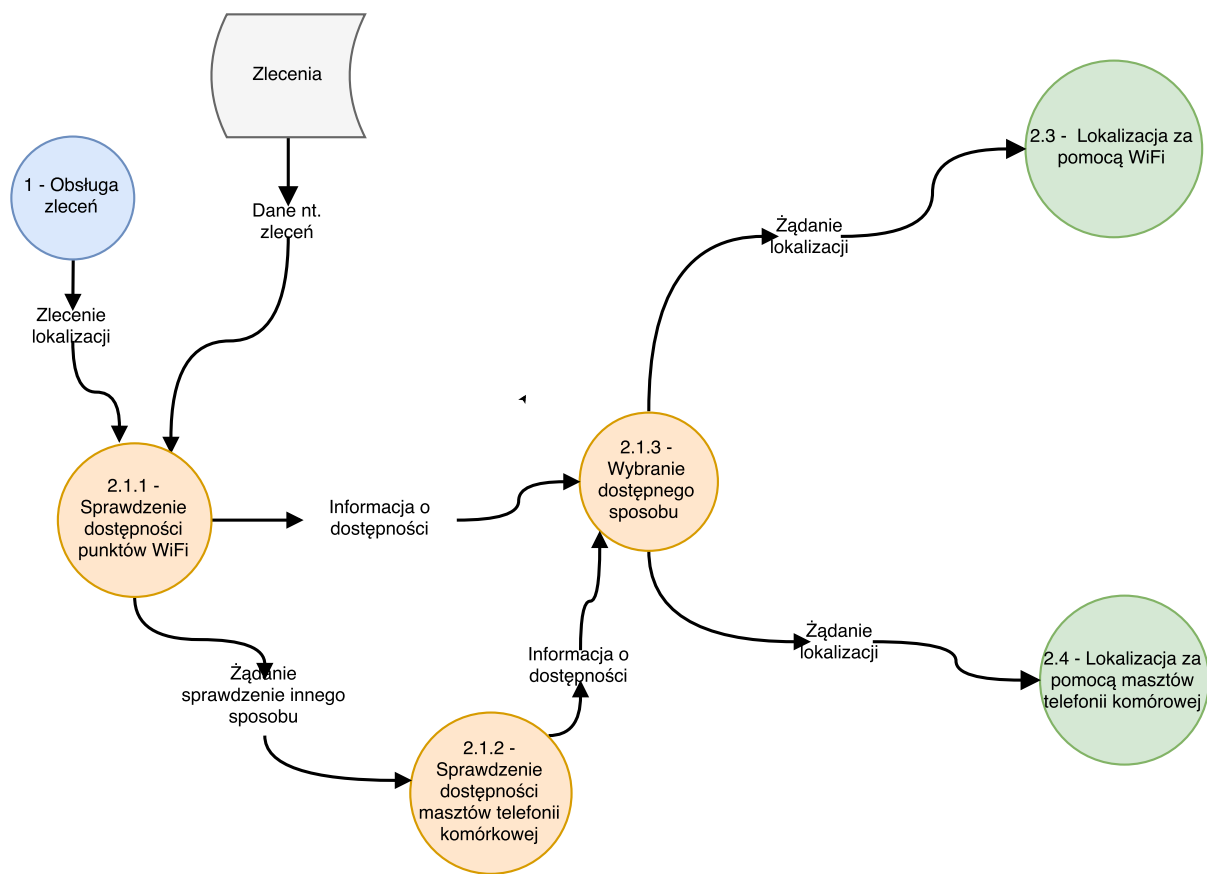 Zlecenia
1 - Obsługa
zleceń
Dane nt.
zleceń
Zlecenie
lokalizacji
2.3 -  Lokalizacja za
pomocą WiFi
Żądanie
lokalizacji
2.1.1 -
Sprawdzenie
dostępności
punktów WiFi
Informacja o
dostępności
2.1.3 -
Wybranie
dostępnego
sposobu
Żądanie
sprawdzenie innego
sposobu
Informacja o
dostępności
Żądanie
lokalizacji
2.4 - Lokalizacja za
pomocą masztów
telefonii komórowej
2.1.2 -
Sprawdzenie
dostępności
masztów telefonii
komórkowej